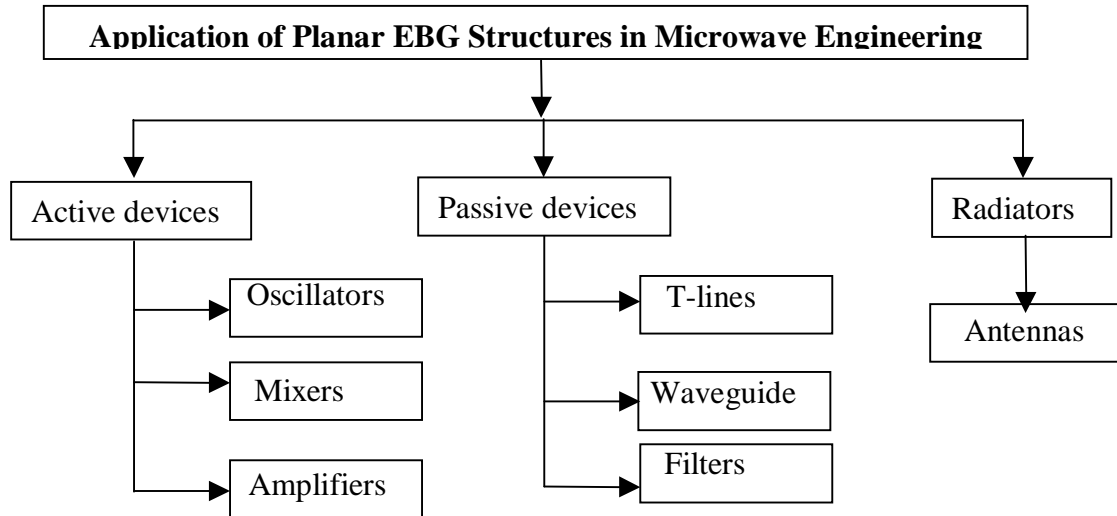 Application of Planar EBG Structures in Microwave Engineering
Active devices
Passive devices
Radiators
Oscillators
T-lines
Antennas
Mixers
Waveguide
Amplifiers
Filters